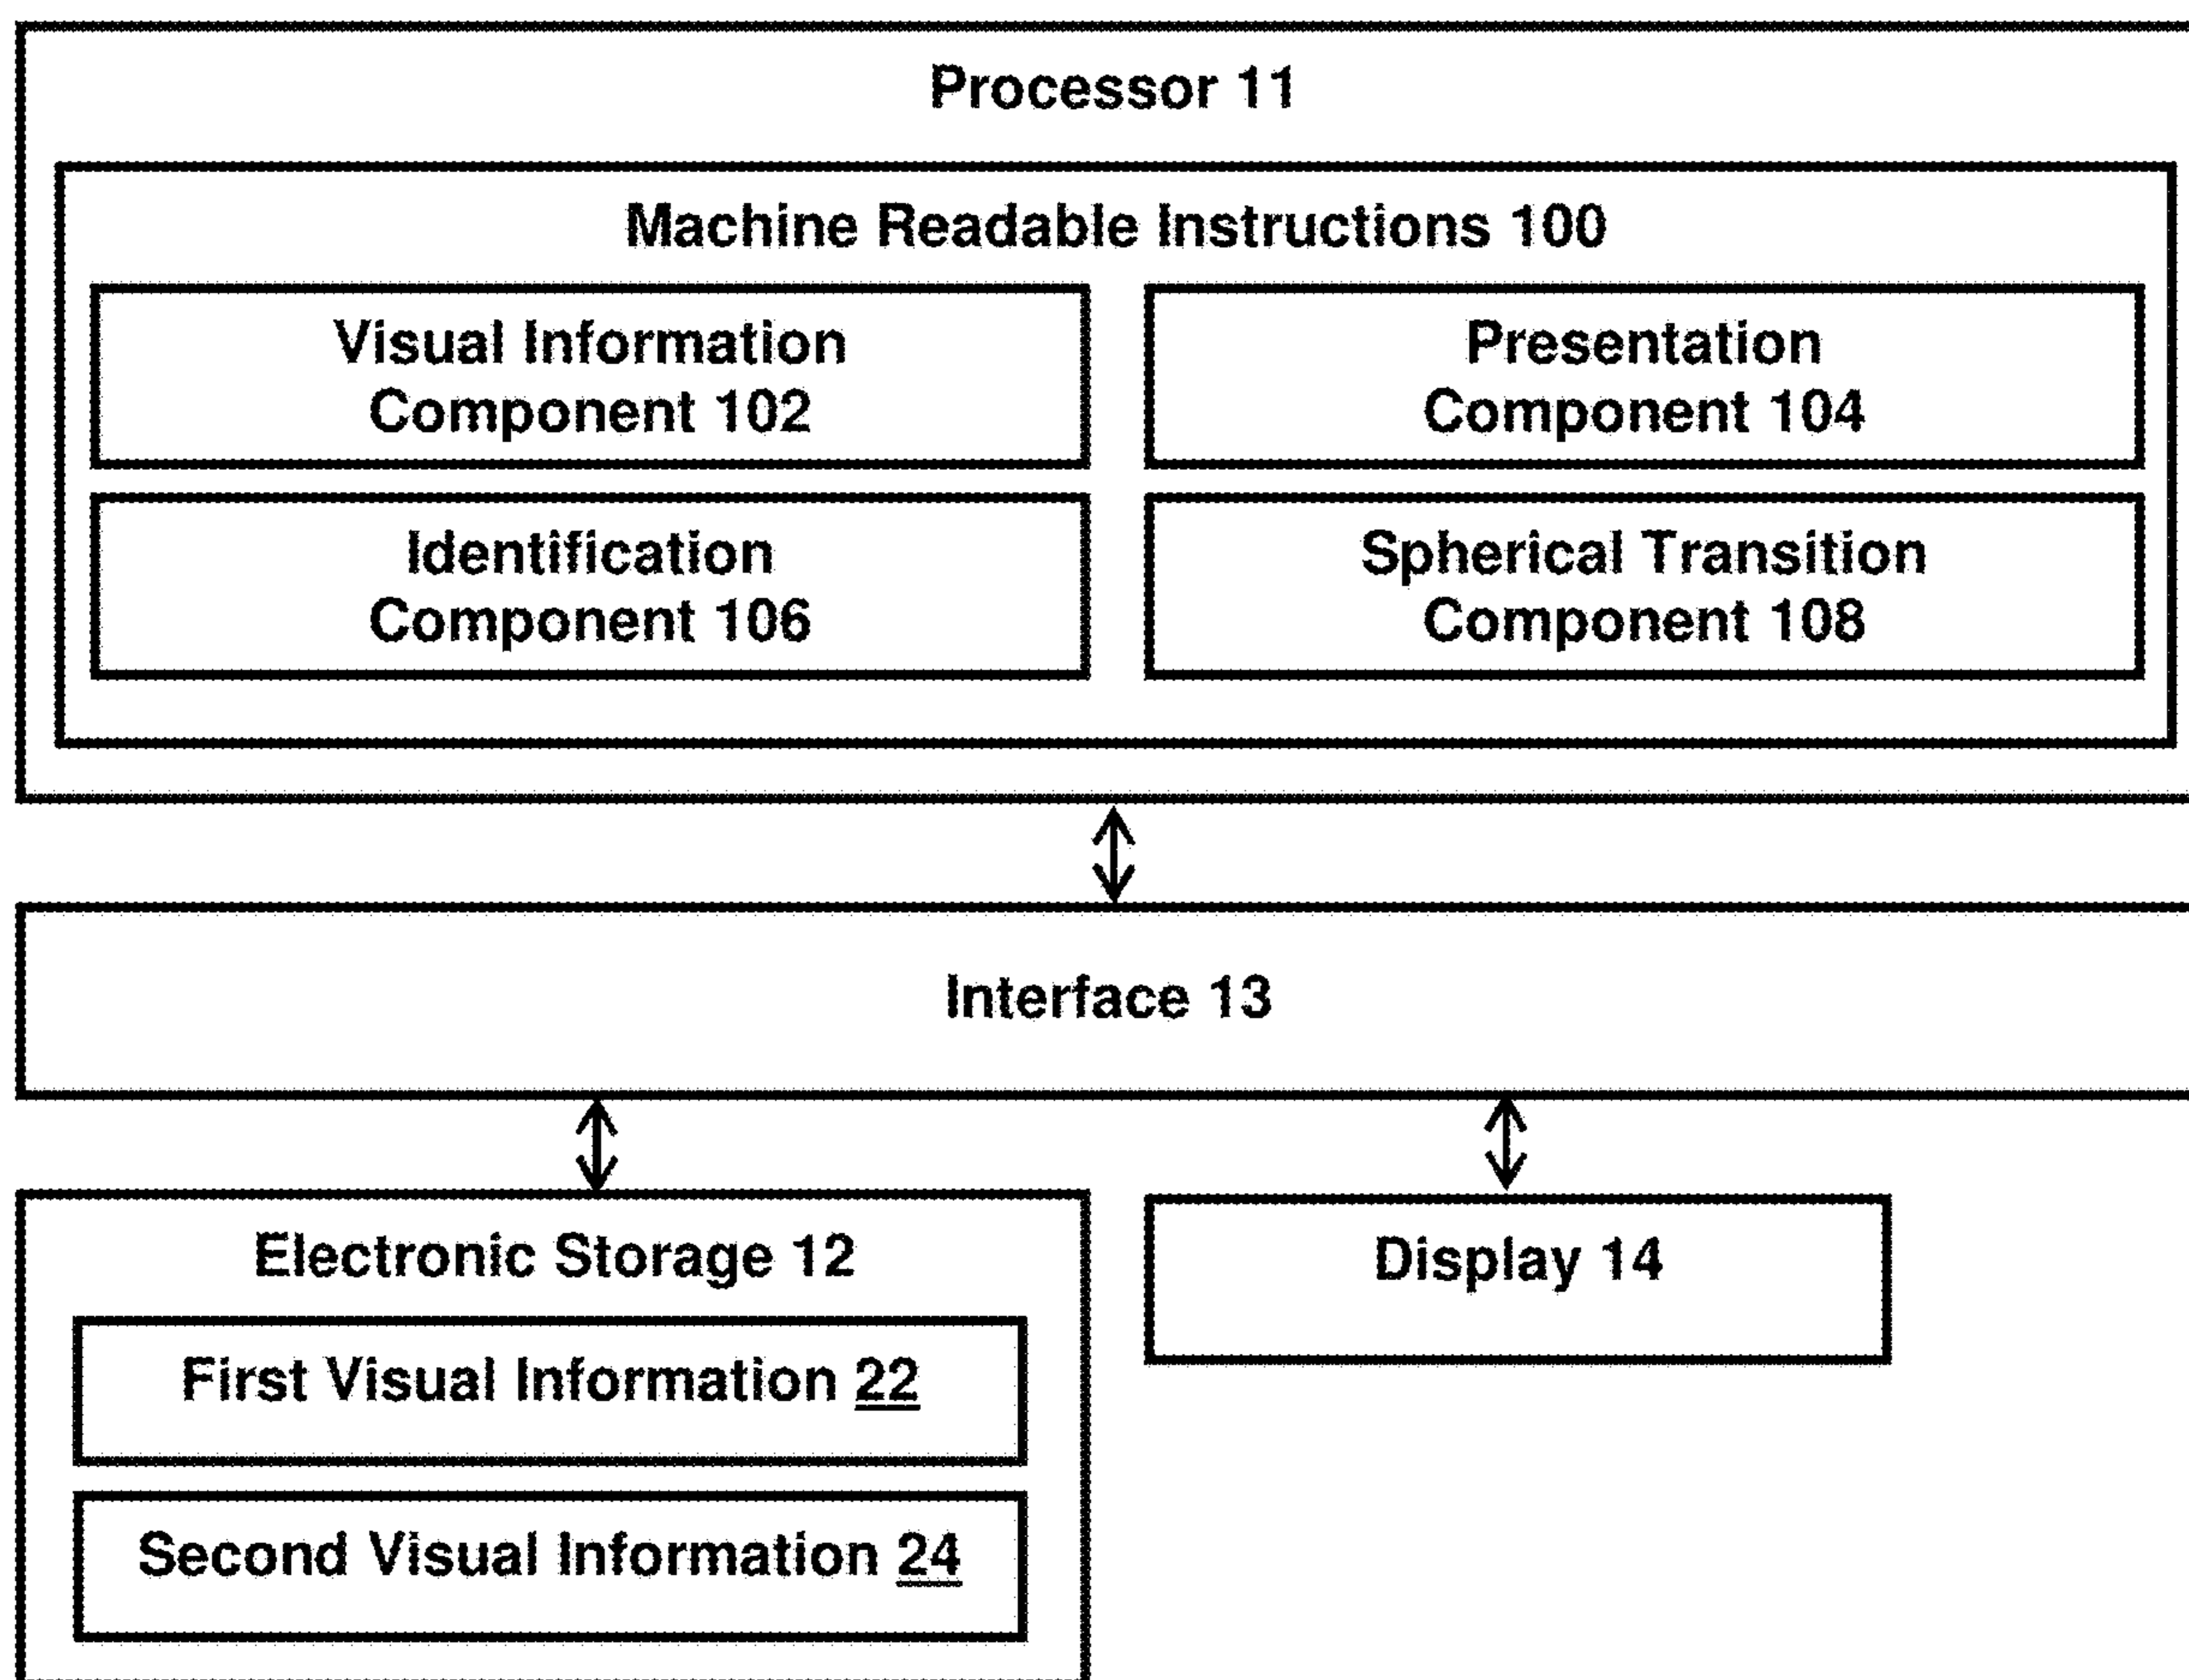 Processor 11
Machine Readable Instructions 100
Visual Information
Component 102
Presentation
Component 104
Identification
Component 106
Spherical Transition
Component 108
Interface 13
Electronic Storage 12
First Visual Information 22
Second Visual Information 24
Display 14